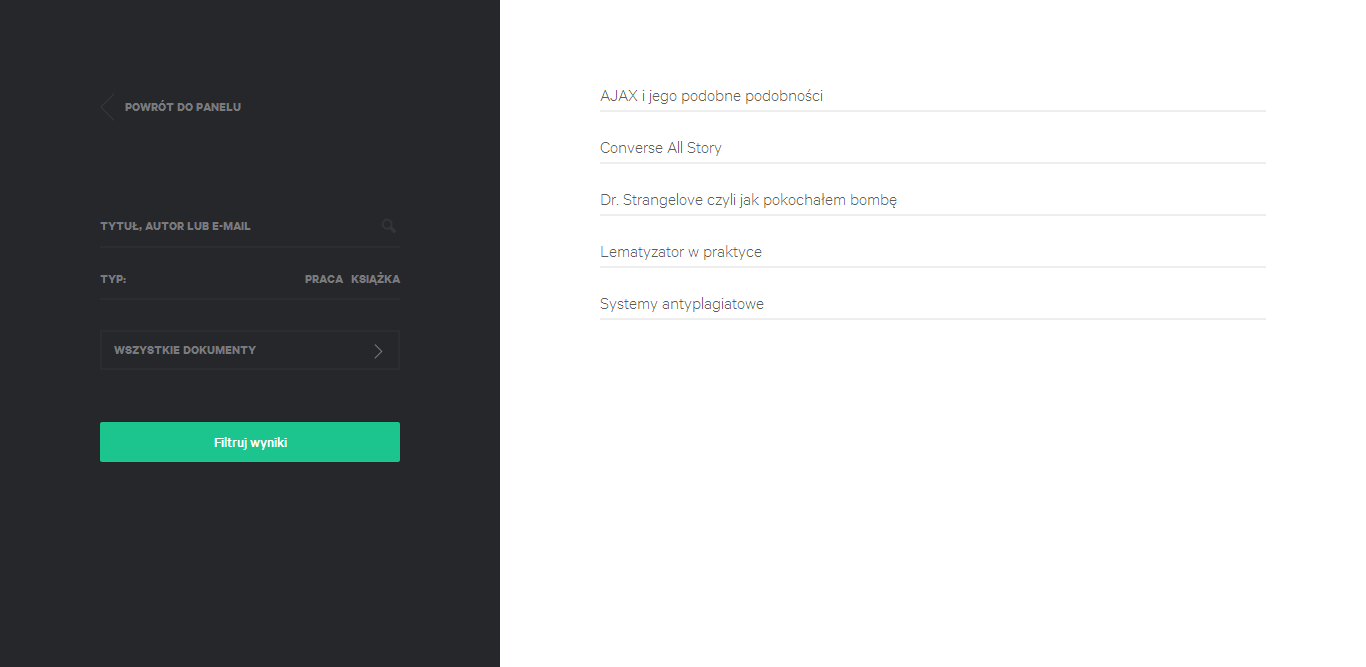 POWRÓT DO PANELU
TYTUŁ, AUTOR LUB E-MAIL
TYP: PRACA KSIĄŻKA
WSZYSTKIE DOKUMENTY
Filtruj wyniki
AJAX i jego podobne podobności
Converse All Story
Dr. Strangelove czyli jak pokochałem bombę
Lematyzator w praktyce
Systemy antyplagiatowe